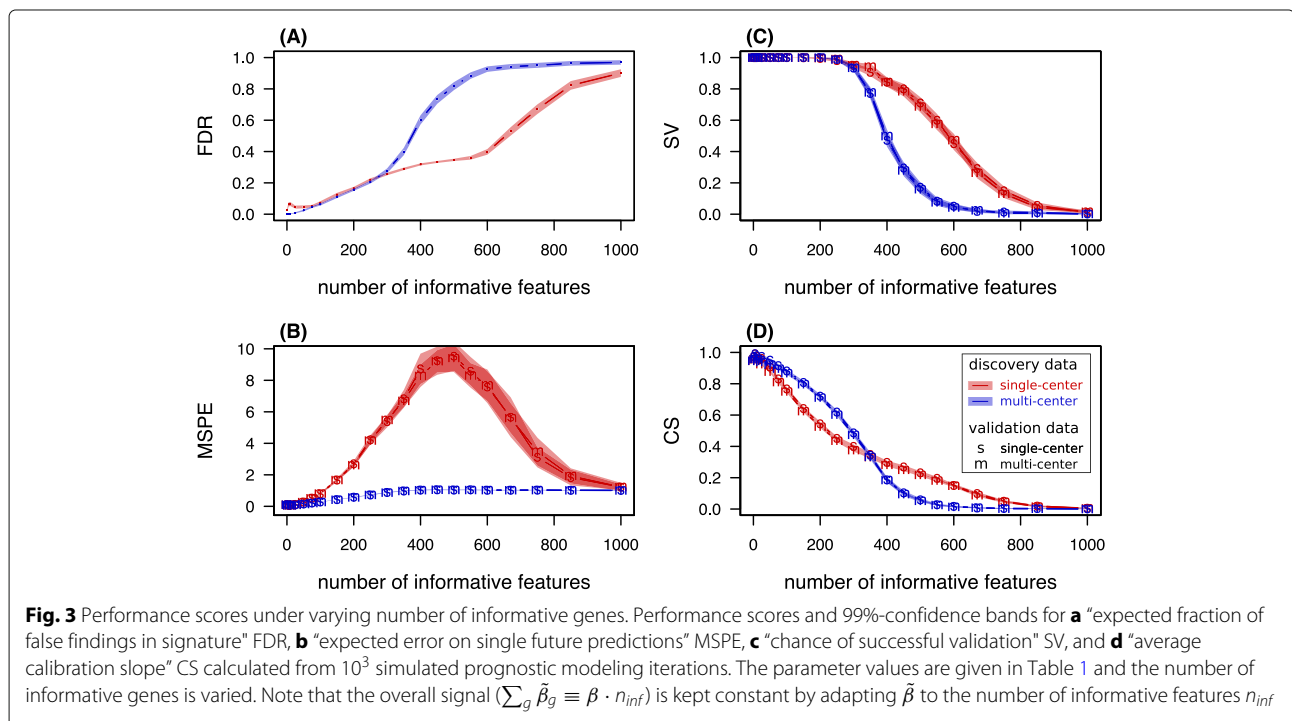 (A)
FDR
1.0
0.8
0.6
0.4
0.2
0.0
0 200 400 600 800 1000
number of informative features
(C)
SV
1.0
0.8
0.6
0.4
0.2
0.0
0 200 400 600 800 1000
number of informative features
(B)
MSPE
10
8
6
4
2
0
0 200 400 600 800 1000
number of informative features
(D)
CS
1.0
0.8
0.6
0.4
0.2
0.0
discovery data
single-center
multi-center
validation data
s single-center
m multi-center
0 200 400 600 800 1000
number of informative features
Fig. 3 Performance scores under varying number of informative genes. Performance scores and 99%-confidence bands for a “expected fraction of
false findings in signature" FDR, b “expected error on single future predictions” MSPE, c “chance of successful validation" SV, and d “average
calibration slope” CS calculated from 10³ simulated prognostic modeling iterations. The parameter values are given in Table 1 and the number of
informative genes is varied. Note that the overall signal (∑g β̃g ≡ β · ninf) is kept constant by adapting β̃ to the number of informative features ninf